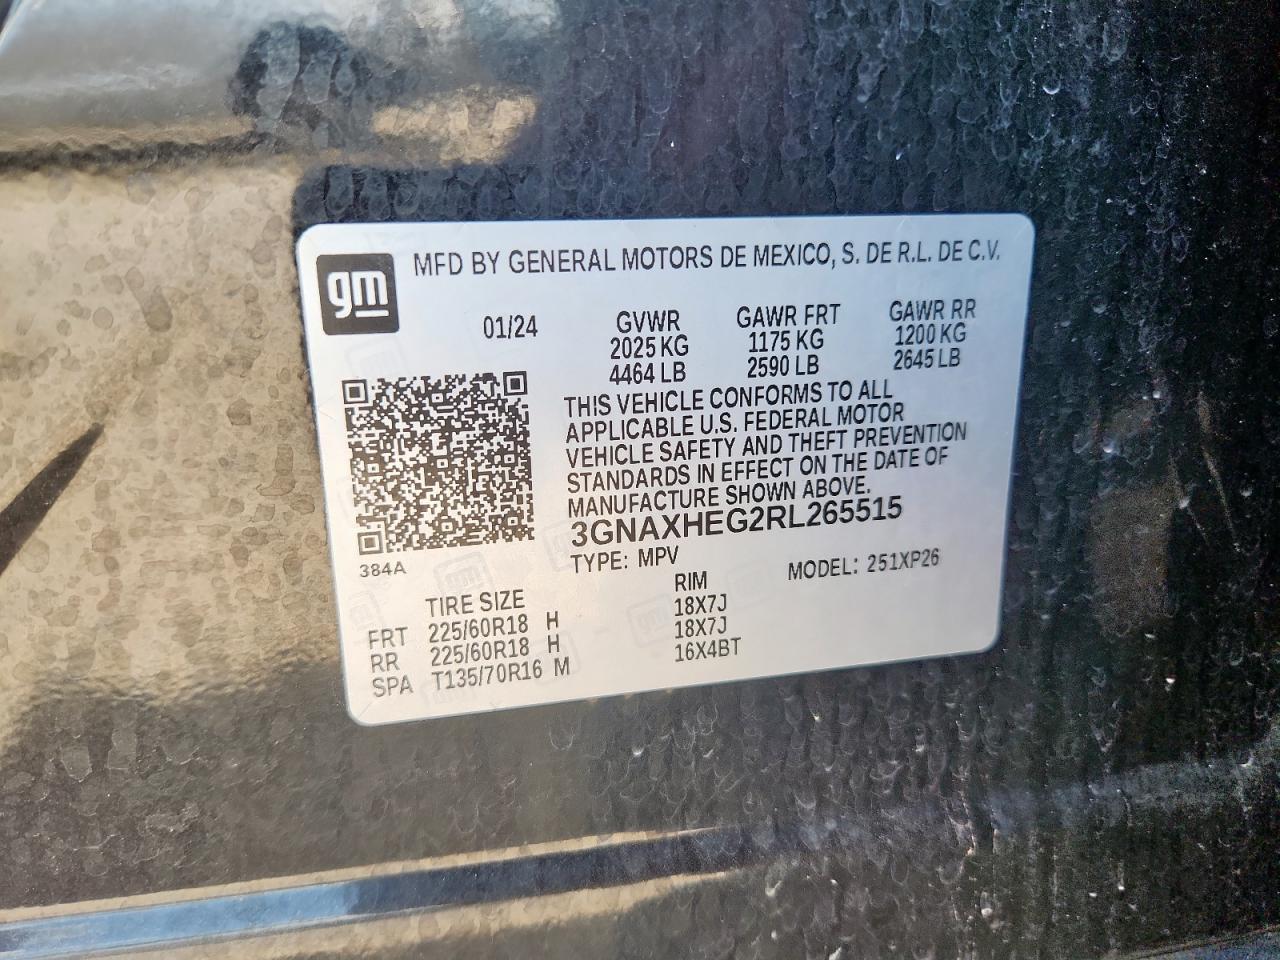 gm
MFD BY GENERAL MOTORS DE MEXICO, S. DE R.L. DE C.V.
01/24 GVWR GAWR FRT GAWR RR
2025 KG 1175 KG 1200 KG
4464 LB 2590 LB 2645 LB
THIS VEHICLE CONFORMS TO ALL
APPLICABLE U.S. FEDERAL MOTOR
VEHICLE SAFETY AND THEFT PREVENTION
STANDARDS IN EFFECT ON THE DATE OF
MANUFACTURE SHOWN ABOVE.
3GNAXHEG2RL265515
TYPE: MPV MODEL: 251XP26
384A
TIRE SIZE RIM
FRT 225/60R18 H 18X7J
RR 225/60R18 H 18X7J
SPA T135/70R16 M 16X4BT